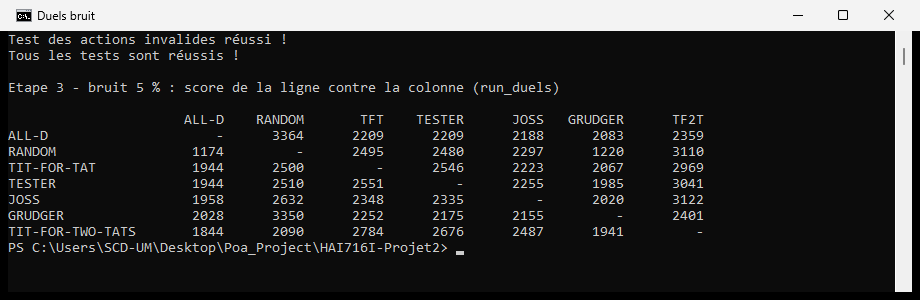 Duels bruit
Test des actions invalides réussi !
Tous les tests sont réussis !
Etape 3 - bruit 5 % : score de la ligne contre la colonne (run_duels)
ALL-D RANDOM TFT TESTER JOSS GRUDGER TF2T
ALL-D - 3364 2209 2209 2188 2083 2359
RANDOM 1174 - 2495 2480 2297 1220 3110
TIT-FOR-TAT 1944 2500 - 2546 2223 2067 2969
TESTER 1944 2510 2551 - 2255 1985 3041
JOSS 1958 2632 2348 2335 - 2020 3122
GRUDGER 2028 3350 2252 2175 2155 - 2401
TIT-FOR-TWO-TATS 1844 2090 2784 2676 2487 1941 -
PS C:\Users\SCD-UM\Desktop\Poa_Project\HAI716I-Projet2>